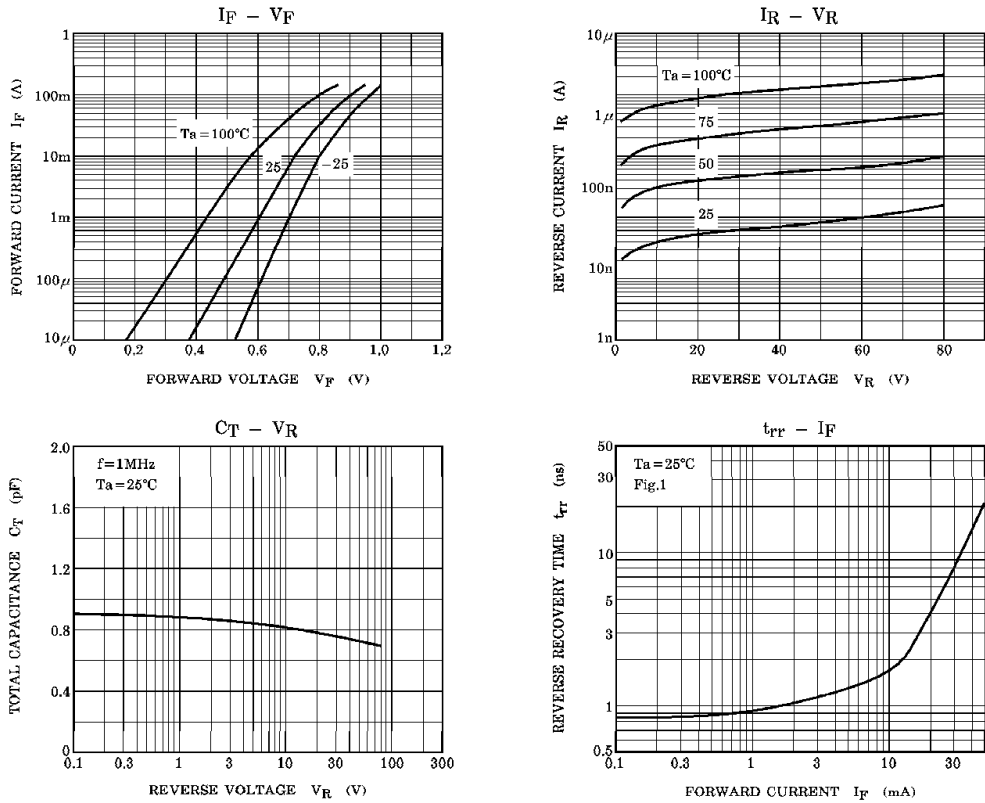 IF – VF
FORWARD CURRENT IF (A)
1
100m
10m
1m
100μ
10μ
Ta=100°C
25
−25
0
0.2
0.4
0.6
0.8
1.0
1.2
FORWARD VOLTAGE VF (V)
IR – VR
REVERSE CURRENT IR (A)
10μ
1μ
100n
10n
1n
Ta=100°C
75
50
25
0
20
40
60
80
REVERSE VOLTAGE VR (V)
CT – VR
TOTAL CAPACITANCE CT (pF)
2.0
1.6
1.2
0.8
0.4
0
f=1MHz
Ta=25°C
0.1
0.3
1
3
10
30
100
300
REVERSE VOLTAGE VR (V)
trr – IF
REVERSE RECOVERY TIME trr (ns)
50
30
10
5
3
1
0.5
Ta=25°C
Fig.1
0.1
0.3
1
3
10
30
FORWARD CURRENT IF (mA)